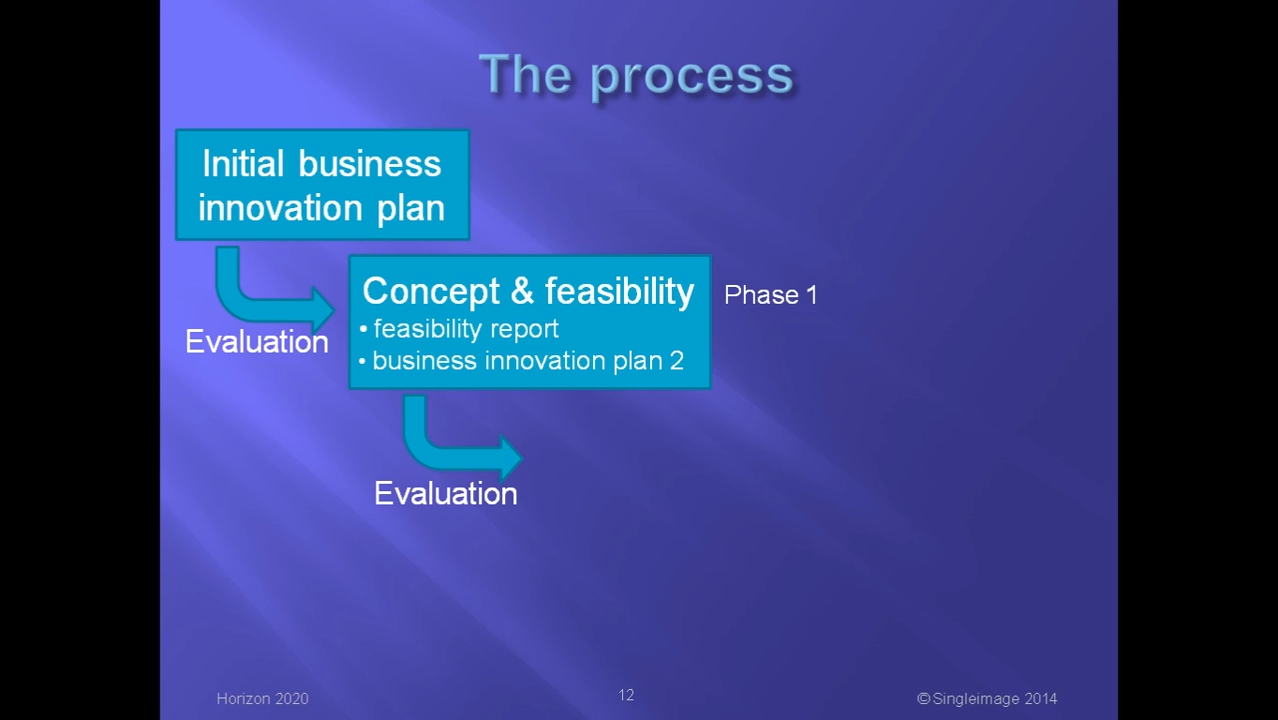 The process
Initial business
innovation plan
Concept & feasibility
• feasibility report
• business innovation plan 2
Phase 1
Evaluation
Evaluation
Horizon 2020
12
© Singleimage 2014